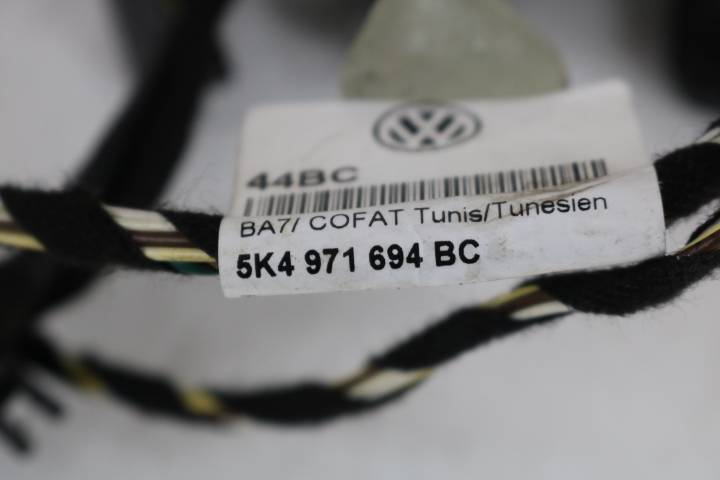 44BC
BA7/ COFAT Tunis/Tunesien
5K4 971 694 BC